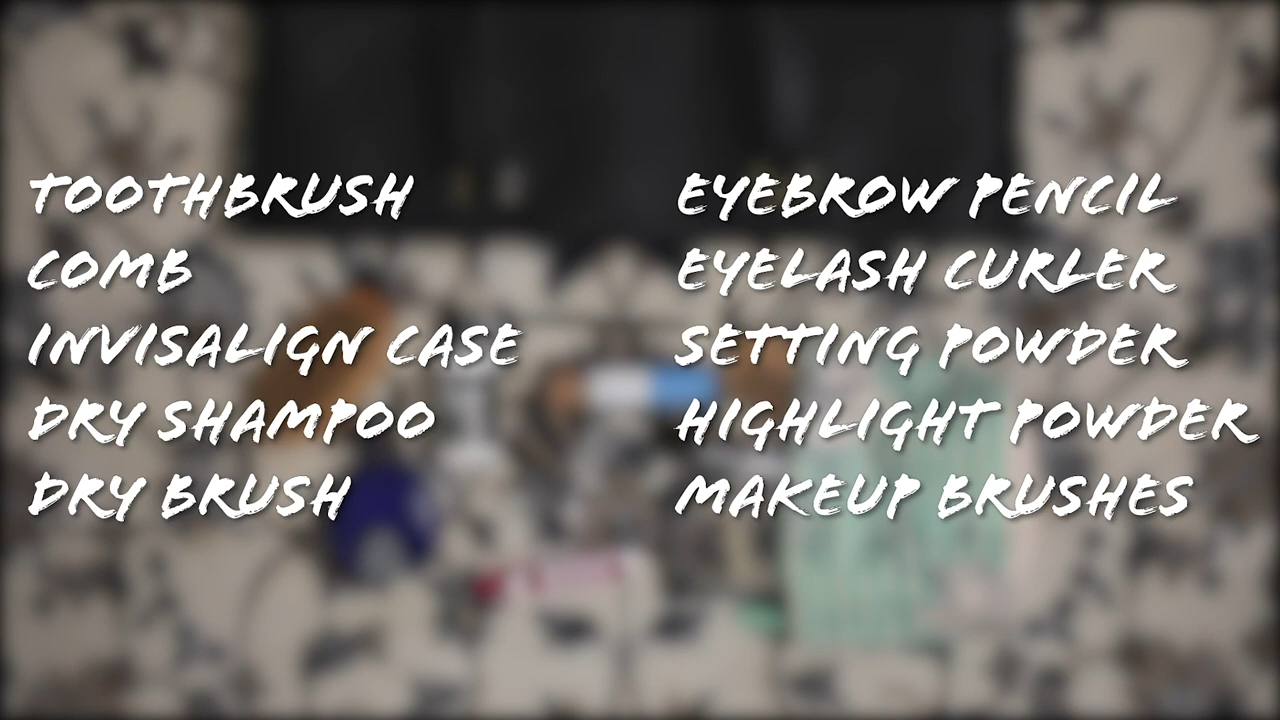 TOOTHBRUSH
COMB
INVISALIGN CASE
DRY SHAMPOO
DRY BRUSH
EYEBROW PENCIL
EYELASH CURLER
SETTING POWDER
HIGHLIGHT POWDER
MAKEUP BRUSHES